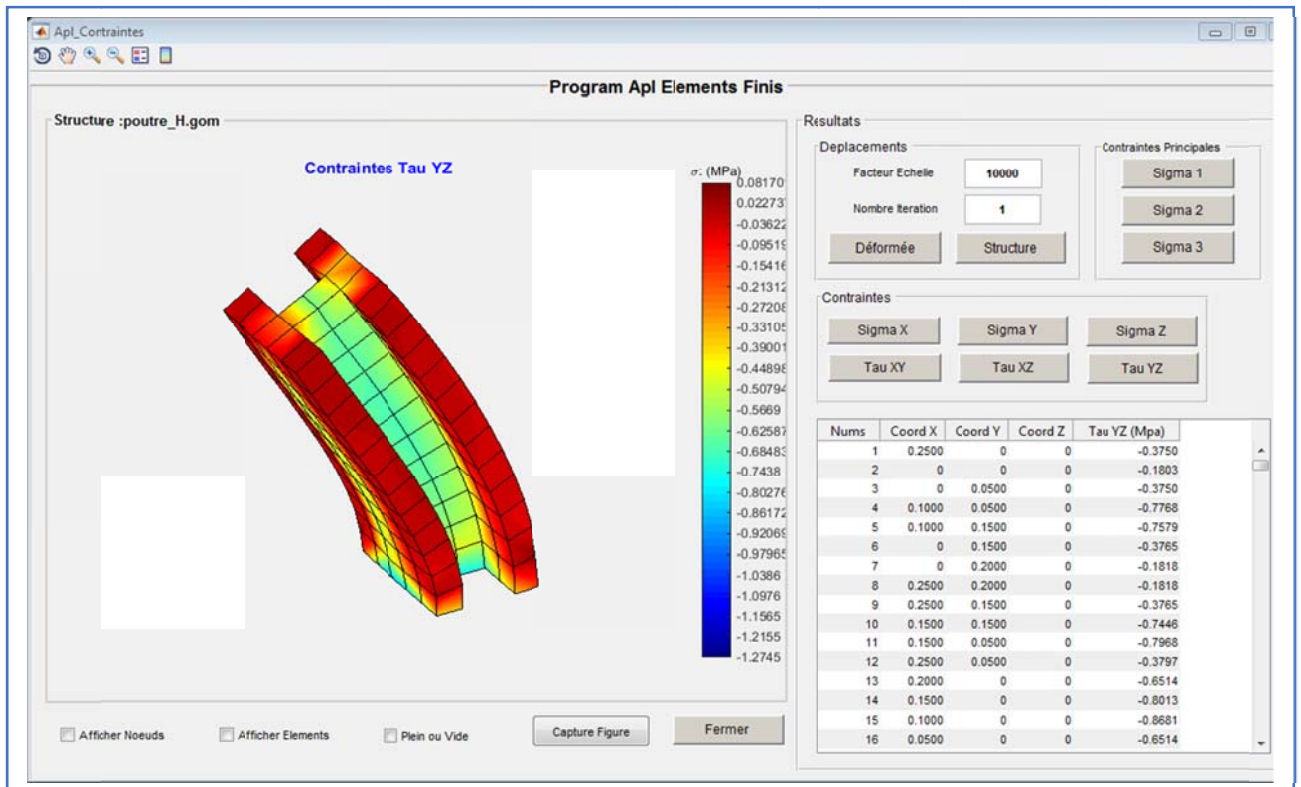 Apl_Contraintes
Program Apl Elements Finis
Structure :poutre_H.gom
Contraintes Tau YZ
σ: (MPa)
0.08170
0.02273
-0.03622
-0.09519
-0.15416
-0.21312
-0.27208
-0.33105
-0.39001
-0.44898
-0.50794
-0.5669
-0.62587
-0.68483
-0.7438
-0.80276
-0.86172
-0.92069
-0.97965
-1.0386
-1.0976
-1.1565
-1.2155
-1.2745
Afficher Noeuds
Afficher Elements
Plein ou Vide
Capture Figure
Fermer
Resultats
Deplacements
Facteur Echelle 10000
Nombre Iteration 1
Déformée Structure
Contraintes Principales
Sigma 1
Sigma 2
Sigma 3
Contraintes
Sigma X Sigma Y Sigma Z
Tau XY Tau XZ Tau YZ
Nums Coord X Coord Y Coord Z Tau YZ (Mpa)
1 0.2500 0 0 -0.3750
2 0 0 0 -0.1803
3 0 0.0500 0 -0.3750
4 0.1000 0.0500 0 -0.7768
5 0.1000 0.1500 0 -0.7579
6 0 0.1500 0 -0.3765
7 0 0.2000 0 -0.1818
8 0.2500 0.2000 0 -0.1818
9 0.2500 0.1500 0 -0.3765
10 0.1500 0.1500 0 -0.7446
11 0.1500 0.0500 0 -0.7968
12 0.2500 0.0500 0 -0.3797
13 0.2000 0 0 -0.6514
14 0.1500 0 0 -0.8013
15 0.1000 0 0 -0.8681
16 0.0500 0 0 -0.6514